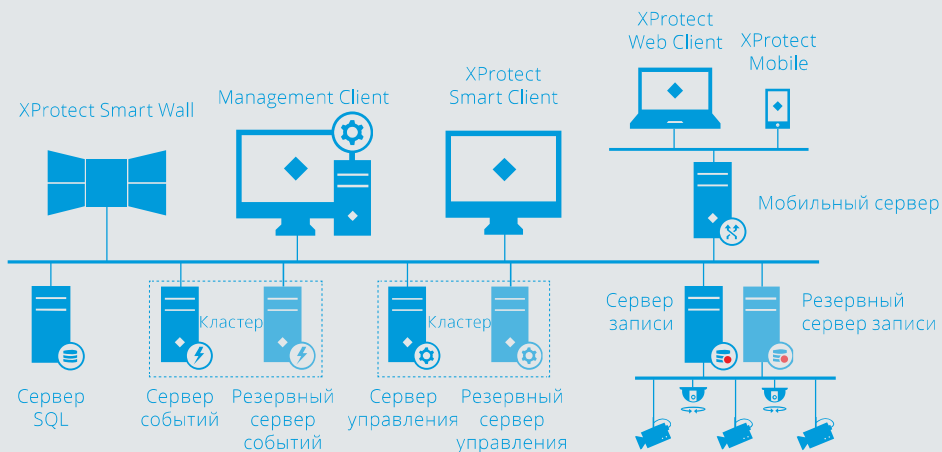 XProtect
Web Client
XProtect
Mobile
XProtect
Smart Client
Management Client
XProtect Smart Wall
Мобильный сервер
Кластер
Кластер
Сервер
записи
Резервный
сервер записи
Сервер
SQL
Сервер
событий
Резервный
сервер
событий
Сервер
управления
Резервный
сервер
управления